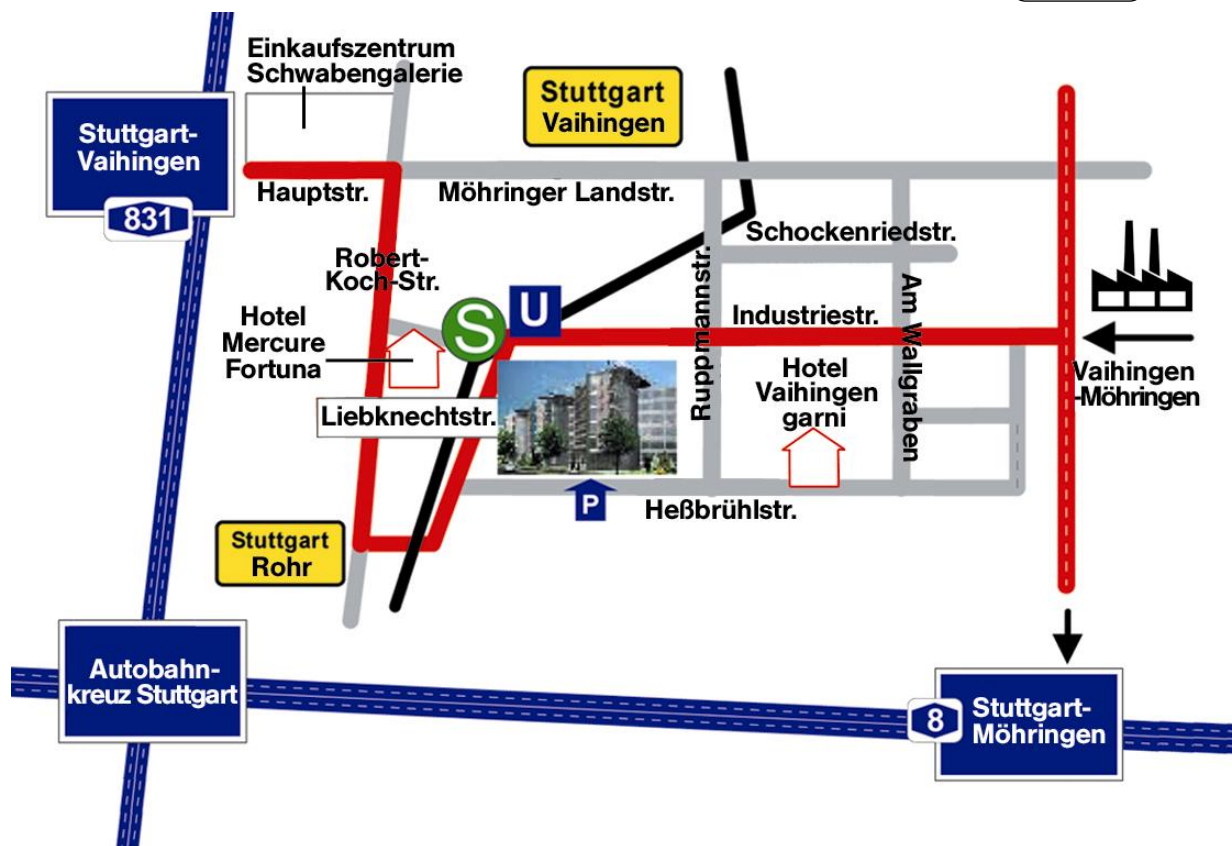 Einkaufszentrum
Schwabengalerie
Stuttgart
Vaihingen
Stuttgart-
Vaihingen
831
Hauptstr.
Möhringer Landstr.
Schockenriedstr.
Robert-
Koch-Str.
Ruppmannstr.
Am Wallgraben
Hotel
Mercure
Fortuna
S
U
Industriestr.
Vaihingen
-Möhringen
Hotel
Vaihingen
garni
Liebknechtstr.
P
Heßbrühlstr.
Stuttgart
Rohr
Autobahn-
kreuz Stuttgart
8
Stuttgart-
Möhringen